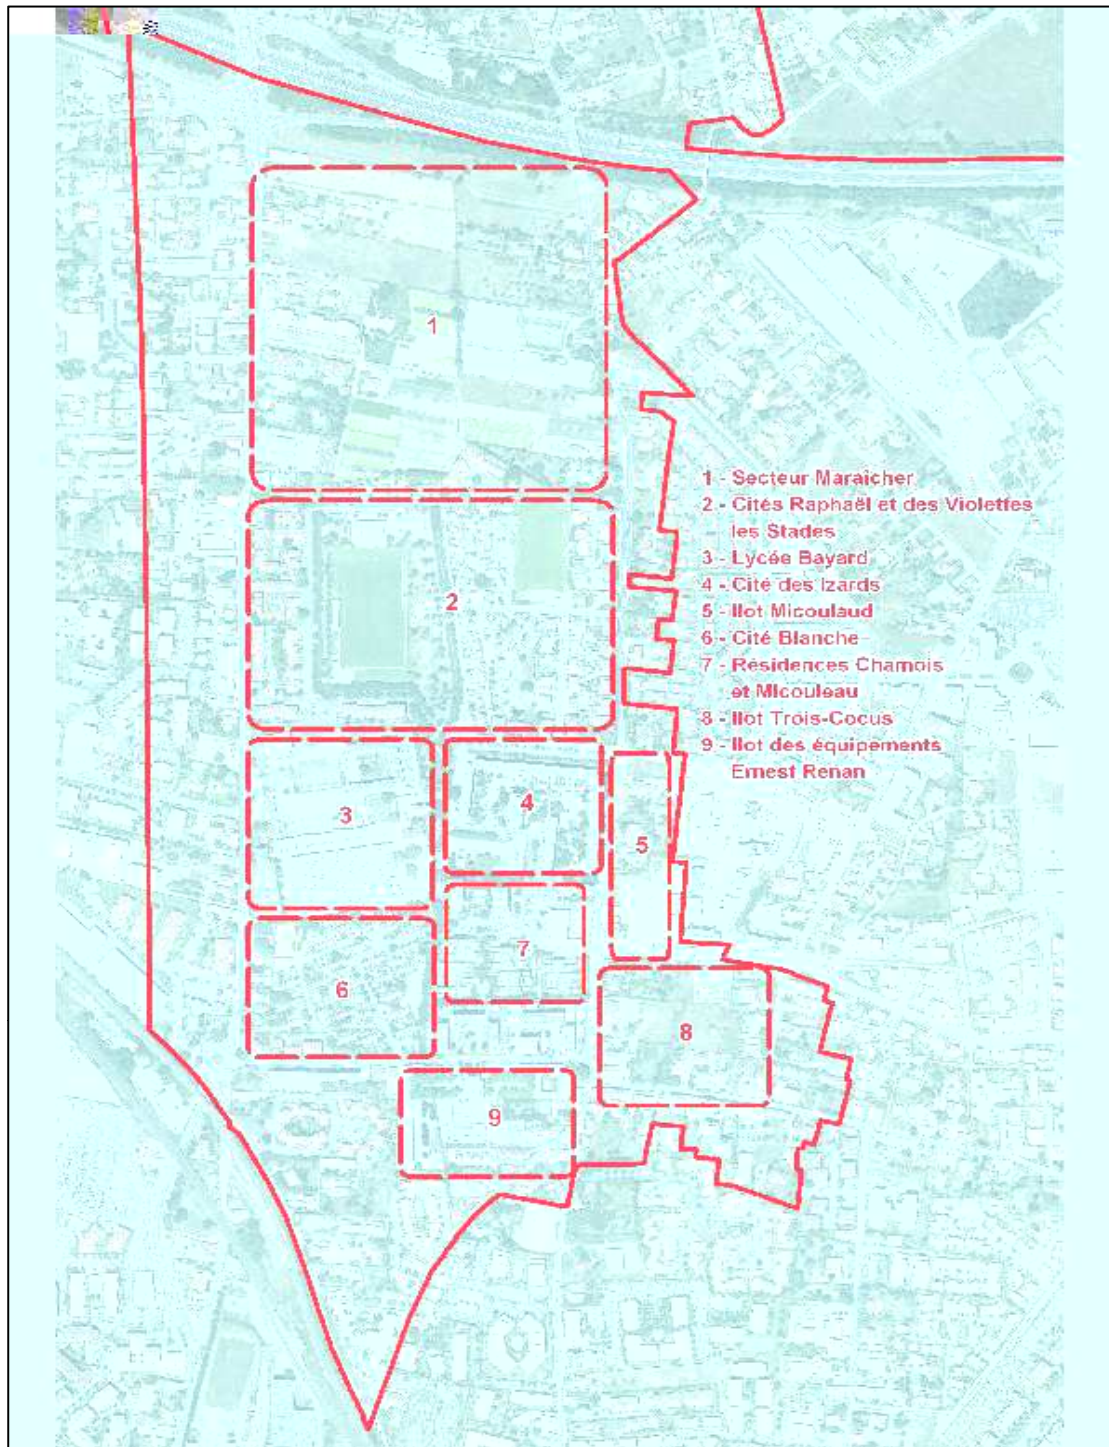 1
2
3
4
5
6
7
8
9
1 - Secteur Maraicher
2 - Cités Raphaël et des Violettes
les Stades
3 - Lycée Bayard
4 - Cité des Izards
5 - Ilot Micoulaud
6 - Cité Blanche
7 - Résidences Chamois
et Micouleau
8 - Ilot Trois-Cocus
9 - Ilot des équipements
Ernest Renan